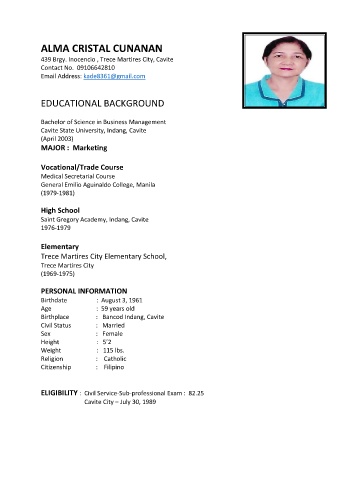 ALMA CRISTAL CUNANAN
439 Brgy. Inocencio , Trece Martires City, Cavite
Contact No. 09106642810
Email Address: kade8361@gmail.com
EDUCATIONAL BACKGROUND
Bachelor of Science in Business Management
Cavite State University, Indang, Cavite
(April 2003)
MAJOR : Marketing
Vocational/Trade Course
Medical Secretarial Course
General Emilio Aguinaldo College, Manila
(1979-1981)
High School
Saint Gregory Academy, Indang, Cavite
1976-1979
Elementary
Trece Martires City Elementary School,
Trece Martires City
(1969-1975)
PERSONAL INFORMATION
Birthdate : August 3, 1961
Age : 59 years old
Birthplace : Bancod Indang, Cavite
Civil Status : Married
Sex : Female
Height : 5'2
Weight : 115 lbs.
Religion : Catholic
Citizenship : Filipino
ELIGIBILITY : Civil Service-Sub-professional Exam : 82.25
Cavite City – July 30, 1989